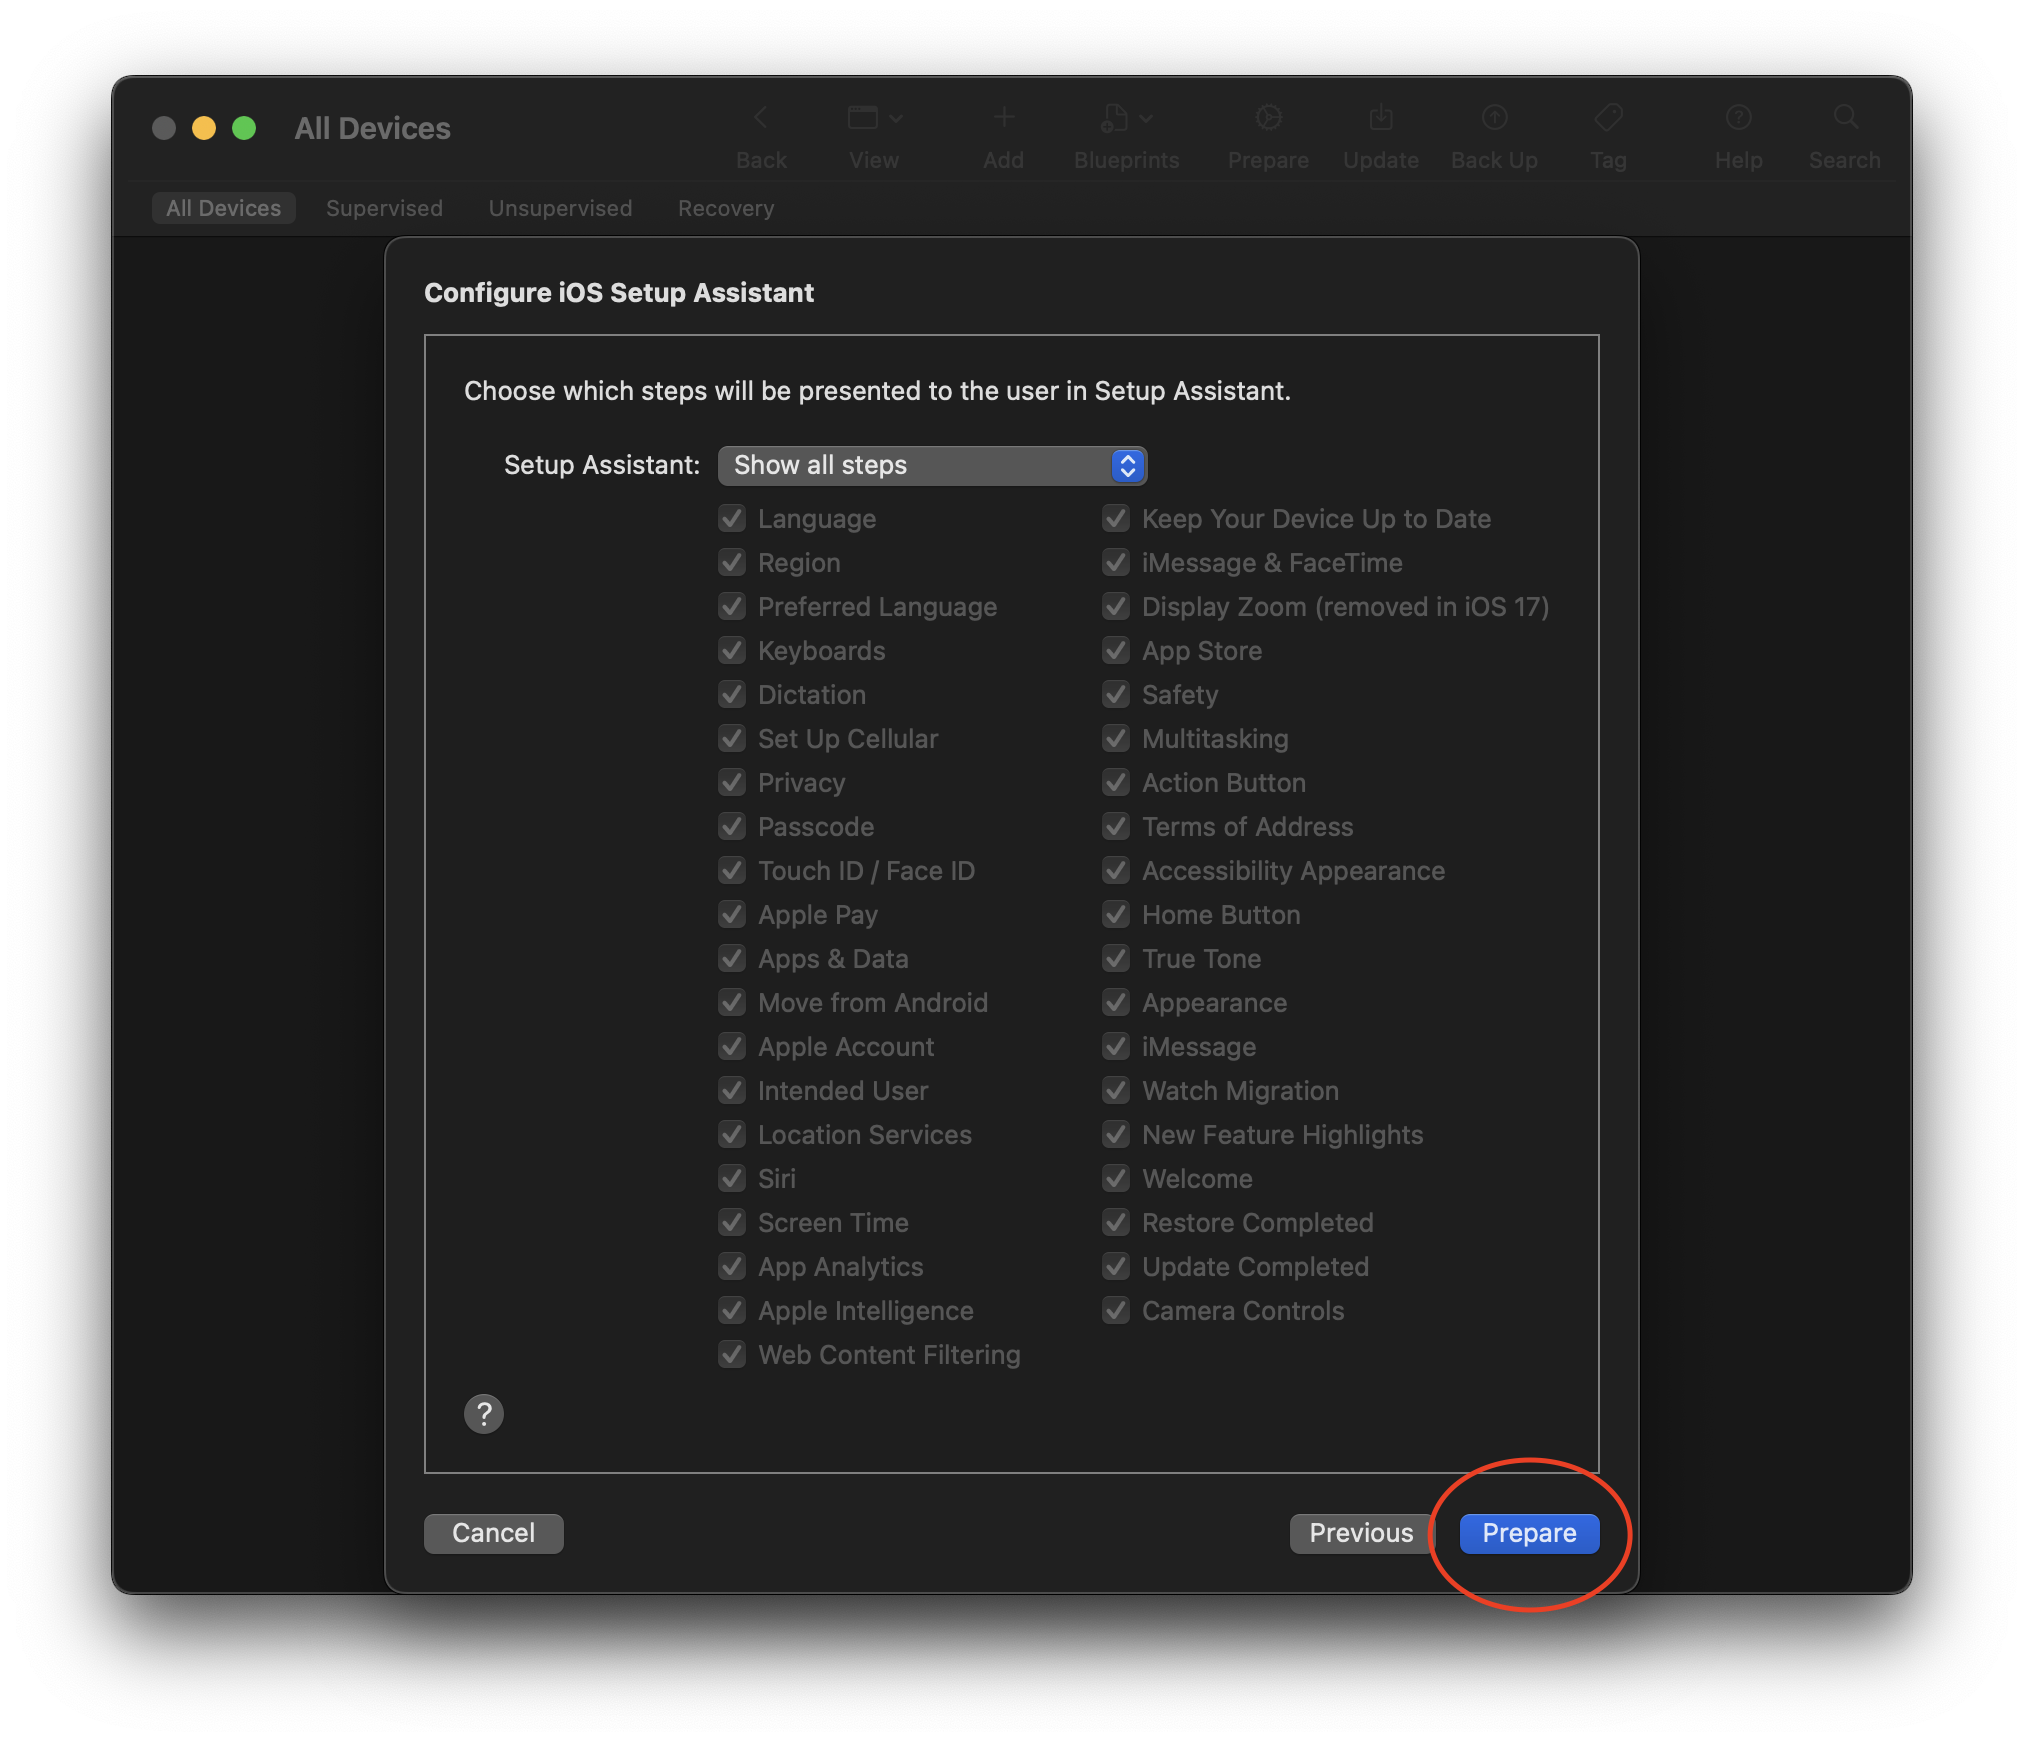 All Devices
Back
View
Add
Blueprints
Prepare
Update
Back Up
Tag
Help
Search
All Devices
Supervised
Unsupervised
Recovery
Configure iOS Setup Assistant
Choose which steps will be presented to the user in Setup Assistant.
Setup Assistant: Show all steps
Language
Region
Preferred Language
Keyboards
Dictation
Set Up Cellular
Privacy
Passcode
Touch ID / Face ID
Apple Pay
Apps & Data
Move from Android
Apple Account
Intended User
Location Services
Siri
Screen Time
App Analytics
Apple Intelligence
Web Content Filtering
Keep Your Device Up to Date
iMessage & FaceTime
Display Zoom (removed in iOS 17)
App Store
Safety
Multitasking
Action Button
Terms of Address
Accessibility Appearance
Home Button
True Tone
Appearance
iMessage
Watch Migration
New Feature Highlights
Welcome
Restore Completed
Update Completed
Camera Controls
?
Cancel
Previous
Prepare